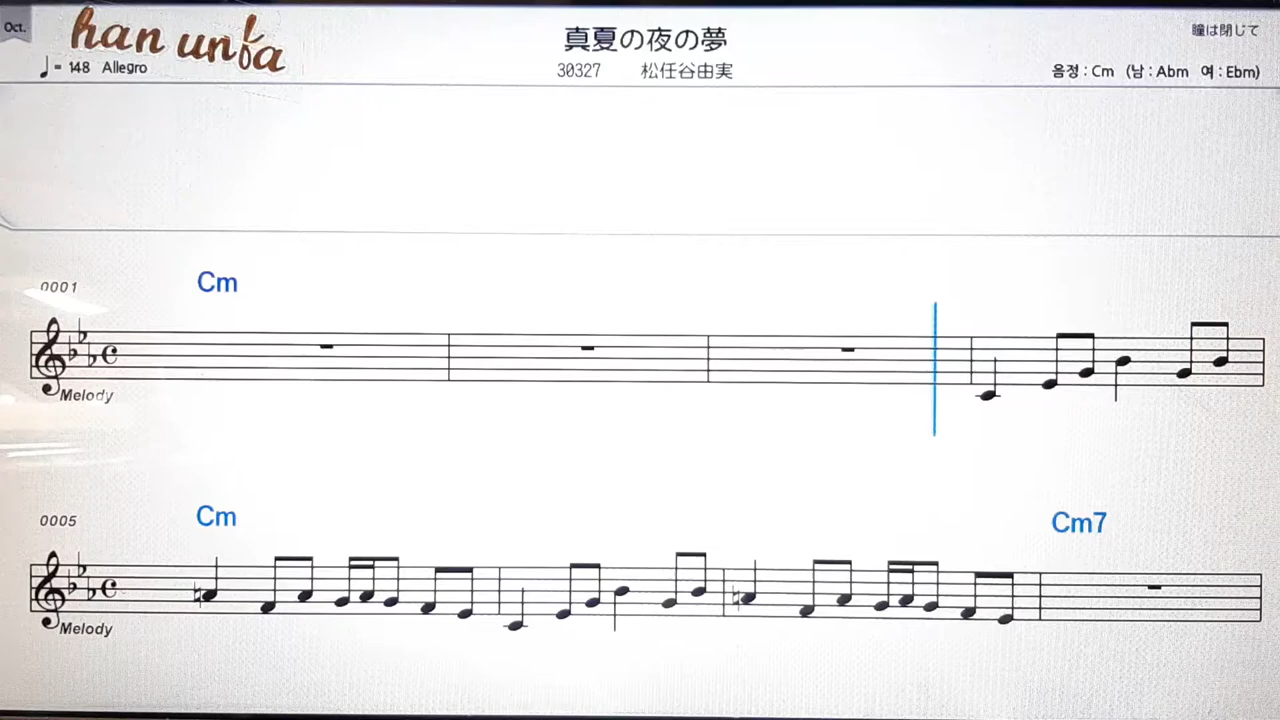 Oct.
han unba
真夏の夜の夢
瞳は閉じて
♩= 148 Allegro
30327 松任谷由実
음정 : Cm (남 : Abm 여 : Ebm)
0001
Cm
Melody
0005
Cm
Cm7
Melody